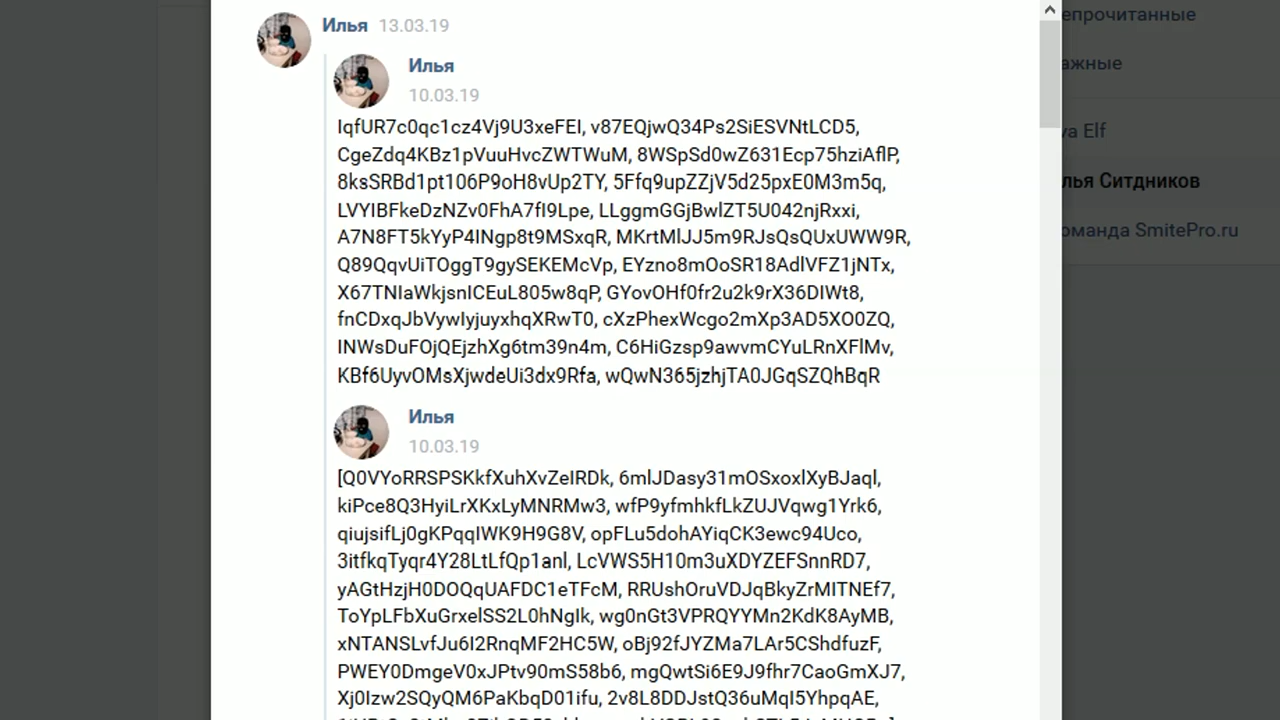 Илья 13.03.19
Илья
10.03.19
IqfUR7c0qc1cz4Vj9U3xeFEI, v87EQjwQ34Ps2SiESVNtLCD5,
CgeZdq4KBz1pVuuHvcZWTWuM, 8WSpSd0wZ631Ecp75hziAflP,
8ksSRBd1pt106P9oH8vUp2TY, 5Ffq9upZZjV5d25pxE0M3m5q,
LVYIBFkeDzNZv0FhA7fI9Lpe, LLggmGGjBwlZT5U042njRxxi,
A7N8FT5kYyP4INgp8t9MSxqR, MKrtMlJJ5m9RJsQsQUxUWW9R,
Q89QqvUiTOggT9gySEKEMcVp, EYzno8mOoSR18AdlVFZ1jNTx,
X67TNIaWkjsnICEuL805w8qP, GYovOHf0fr2u2k9rX36DIWt8,
fnCDxqJbVywIyjuyxhqXRwT0, cXzPhexWcgo2mXp3AD5XO0ZQ,
INWsDuFOjQEjzhXg6tm39n4m, C6HiGzsp9awvmCYuLRnXFlMv,
KBf6UyvOMsXjwdeUi3dx9Rfa, wQwN365jzhjTA0JGqSZQhBqR
Илья
10.03.19
[Q0VYoRRSPSKkfXuhXvZeIRDk, 6mlJDasy31mOSxoxlXyBJaql,
kiPce8Q3HyiLrXKxLyMNRMw3, wfP9yfmhkfLkZUJVqwg1Yrk6,
qiujsifLj0gKPqqIWK9H9G8V, opFLu5dohAYiqCK3ewc94Uco,
3itfkqTyqr4Y28LtLfQp1anl, LcVWS5H10m3uXDYZEFSnnRD7,
yAGtHzjH0DOQqUAFDC1eTFcM, RRUshOruVDJqBkyZrMITNEf7,
ToYpLFbXuGrxelSS2L0hNgIk, wg0nGt3VPRQYYMn2KdK8AyMB,
xNTANSLvfJu6I2RnqMF2HC5W, oBj92fJYZMa7LAr5CShdfuzF,
PWEY0DmgeV0xJPtv90mS58b6, mgQwtSi6E9J9fhr7CaoGmXJ7,
Xj0Izw2SQyQM6PaKbqD01ifu, 2v8L8DDJstQ36uMqI5YhpqAE,
епрочитанные
ажные
va Elf
лья Ситдников
оманда SmitePro.ru